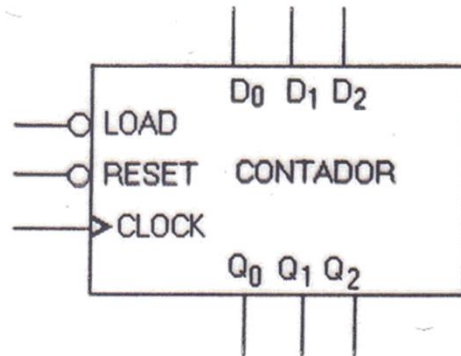 D0 D1 D2
LOAD
RESET CONTADOR
CLOCK
Q0 Q1 Q2